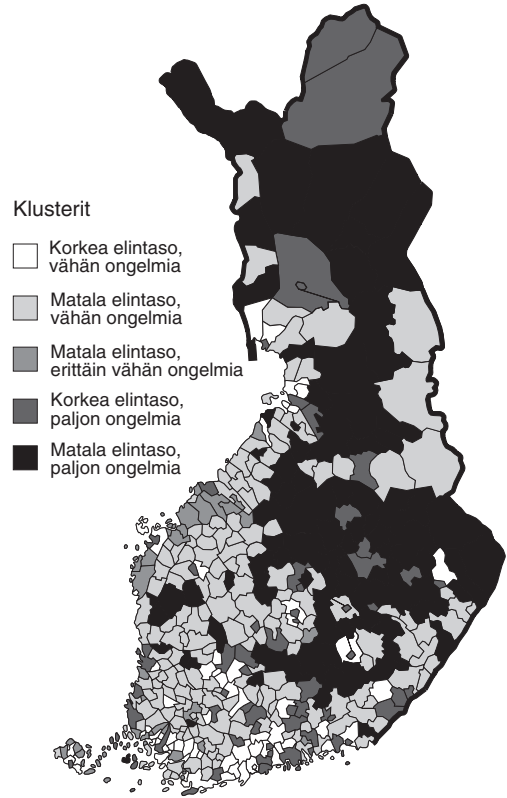 Klusterit
Korkea elintaso,
vähän ongelmia
Matala elintaso,
vähän ongelmia
Matala elintaso,
erittäin vähän ongelmia
Korkea elintaso,
paljon ongelmia
Matala elintaso,
paljon ongelmia